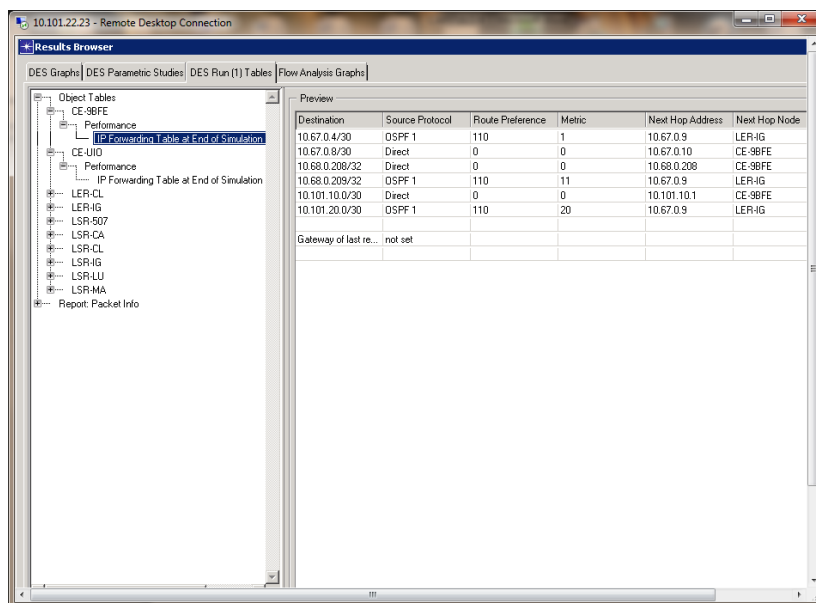 10.101.22.23 - Remote Desktop Connection
Results Browser
DES Graphs DES Parametric Studies DES Run (1) Tables Flow Analysis Graphs
Object Tables
CE-9BFE
Performance
IP Forwarding Table at End of Simulation
CE-UIO
Performance
IP Forwarding Table at End of Simulation
LER-CL
LER-IG
LSR-507
LSR-CA
LSR-CL
LSR-IG
LSR-LU
LSR-MA
Report: Packet Info
Preview
Destination Source Protocol Route Preference Metric Next Hop Address Next Hop Node
10.67.0.4/30 OSPF 1 110 1 10.67.0.9 LER-IG
10.67.0.8/30 Direct 0 0 10.67.0.10 CE-9BFE
10.68.0.208/32 Direct 0 0 10.68.0.208 CE-9BFE
10.68.0.209/32 OSPF 1 110 11 10.67.0.9 LER-IG
10.101.10.0/30 Direct 0 0 10.101.10.1 CE-9BFE
10.101.20.0/30 OSPF 1 110 20 10.67.0.9 LER-IG
Gateway of last re... not set